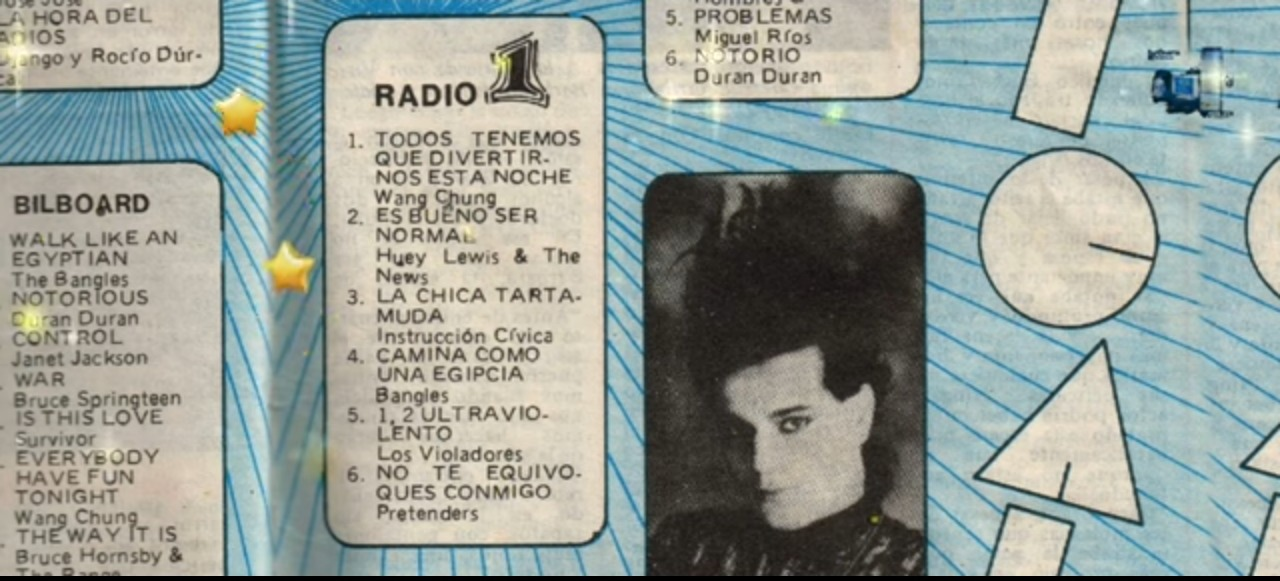 LA HORA DEL
ADIOS
Django y Rocío Dúr-
cal
BILBOARD
WALK LIKE AN
EGYPTIAN
The Bangles
NOTORIOUS
Duran Duran
CONTROL
Janet Jackson
WAR
Bruce Springteen
IS THIS LOVE
Survivor
EVERYBODY
HAVE FUN
TONIGHT
Wang Chung
THE WAY IT IS
Bruce Hornsby &
The Range
RADIO 1
1. TODOS TENEMOS
QUE DIVERTIR-
NOS ESTA NOCHE
Wang Chung
2. ES BUENO SER
NORMAL
Huey Lewis & The
News
3. LA CHICA TARTA-
MUDA
Instrucción Cívica
4. CAMINA COMO
UNA EGIPCIA
Bangles
5. 1, 2 ULTRAVIO-
LENTO
Los Violadores
6. NO TE EQUIVO-
QUES CONMIGO
Pretenders
5. PROBLEMAS
Miguel Ríos
6. NOTORIO
Duran Duran